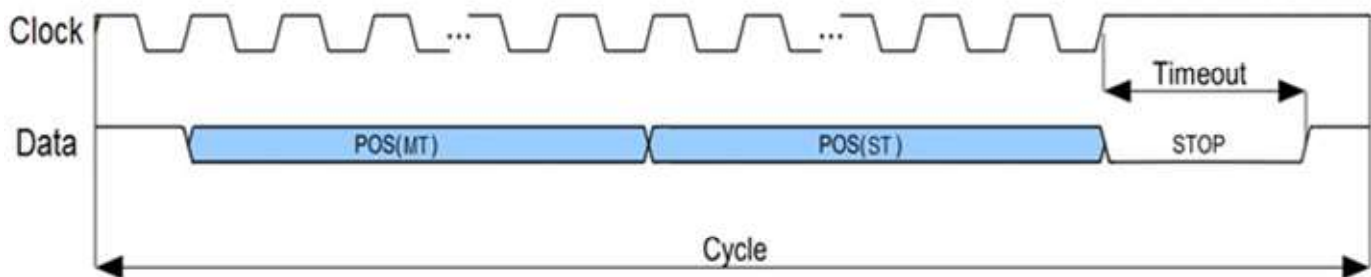 Clock ... ...
Timeout
Data POS(MT) POS(ST) STOP
Cycle